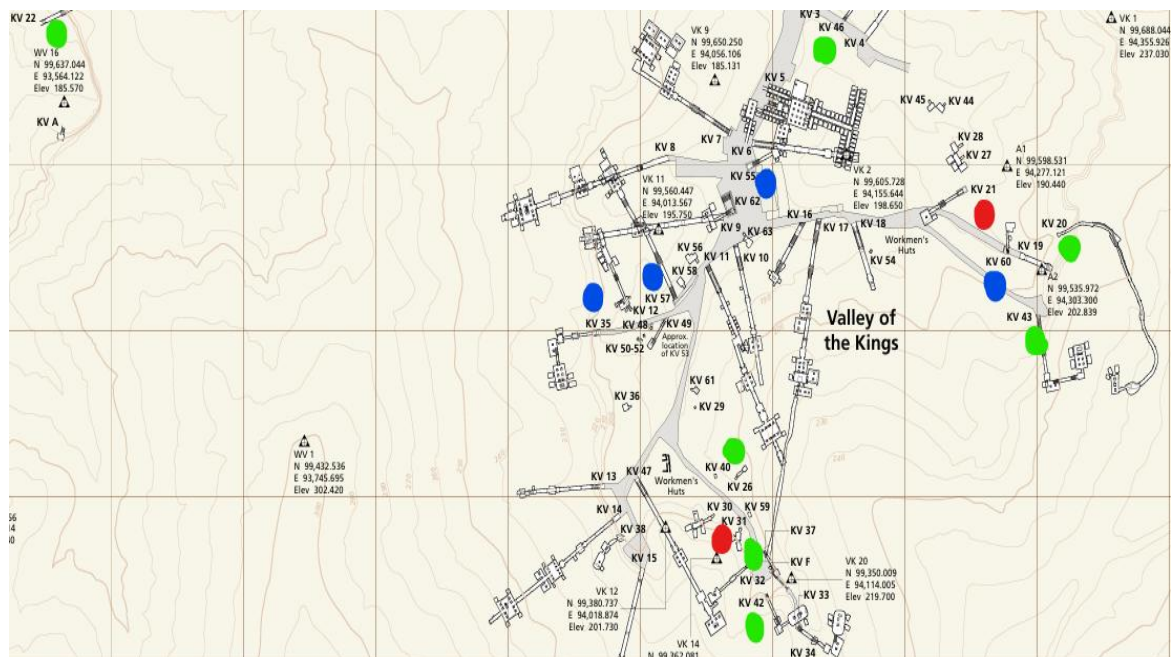 KV 22
WV 16
N 99,637.044
E 93,564.122
Elev 185.570
KV A
KV 3
KV 46
KV 4
VK 9
N 99,650.250
E 94,056.106
Elev 185.131
VK 1
N 99,688.044
E 94,355.926
Elev 237.030
KV 5
KV 45
KV 44
KV 7
KV 6
KV 8
KV 28
KV 27
A1
N 99,598.531
E 94,277.121
Elev 190.440
KV 55
VK 11
N 99,560.447
E 94,013.567
Elev 195.750
VK 2
N 99,605.728
E 94,155.644
Elev 198.650
KV 62
KV 21
KV 16
KV 17
KV 18
KV 20
KV 9
KV 63
KV 19
Workmen's
Huts
KV 56
KV 11
KV 10
KV 54
KV 60
KV 58
A2
N 99,535.972
E 94,303.300
Elev 202.839
KV 57
KV 12
KV 35
KV 48
KV 49
KV 43
Valley of
the Kings
KV 50-52
Approx.
location
of KV 53
KV 61
KV 36
KV 29
WV 1
N 99,432.536
E 93,745.695
Elev 302.420
KV 13
KV 47
KV 40
KV 26
Workmen's
Huts
KV 14
KV 30
KV 59
KV 31
KV 37
KV 38
KV 15
KV F
KV 32
VK 12
N 99,380.737
E 94,018.874
Elev 201.730
VK 20
N 99,350.009
E 94,114.005
Elev 219.700
KV 42
KV 33
VK 14
N 99,362.081
KV 34